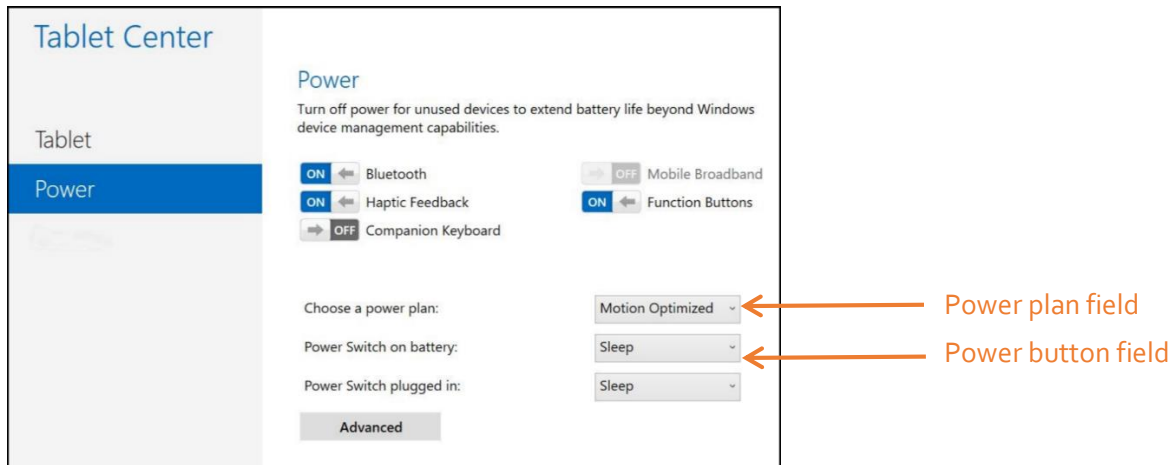 Tablet Center
Tablet
Power
Power
Turn off power for unused devices to extend battery life beyond Windows
device management capabilities.
ON Bluetooth
OFF Mobile Broadband
ON Haptic Feedback
ON Function Buttons
OFF Companion Keyboard
Choose a power plan: Motion Optimized
Power Switch on battery: Sleep
Power Switch plugged in: Sleep
Advanced
Power plan field
Power button field